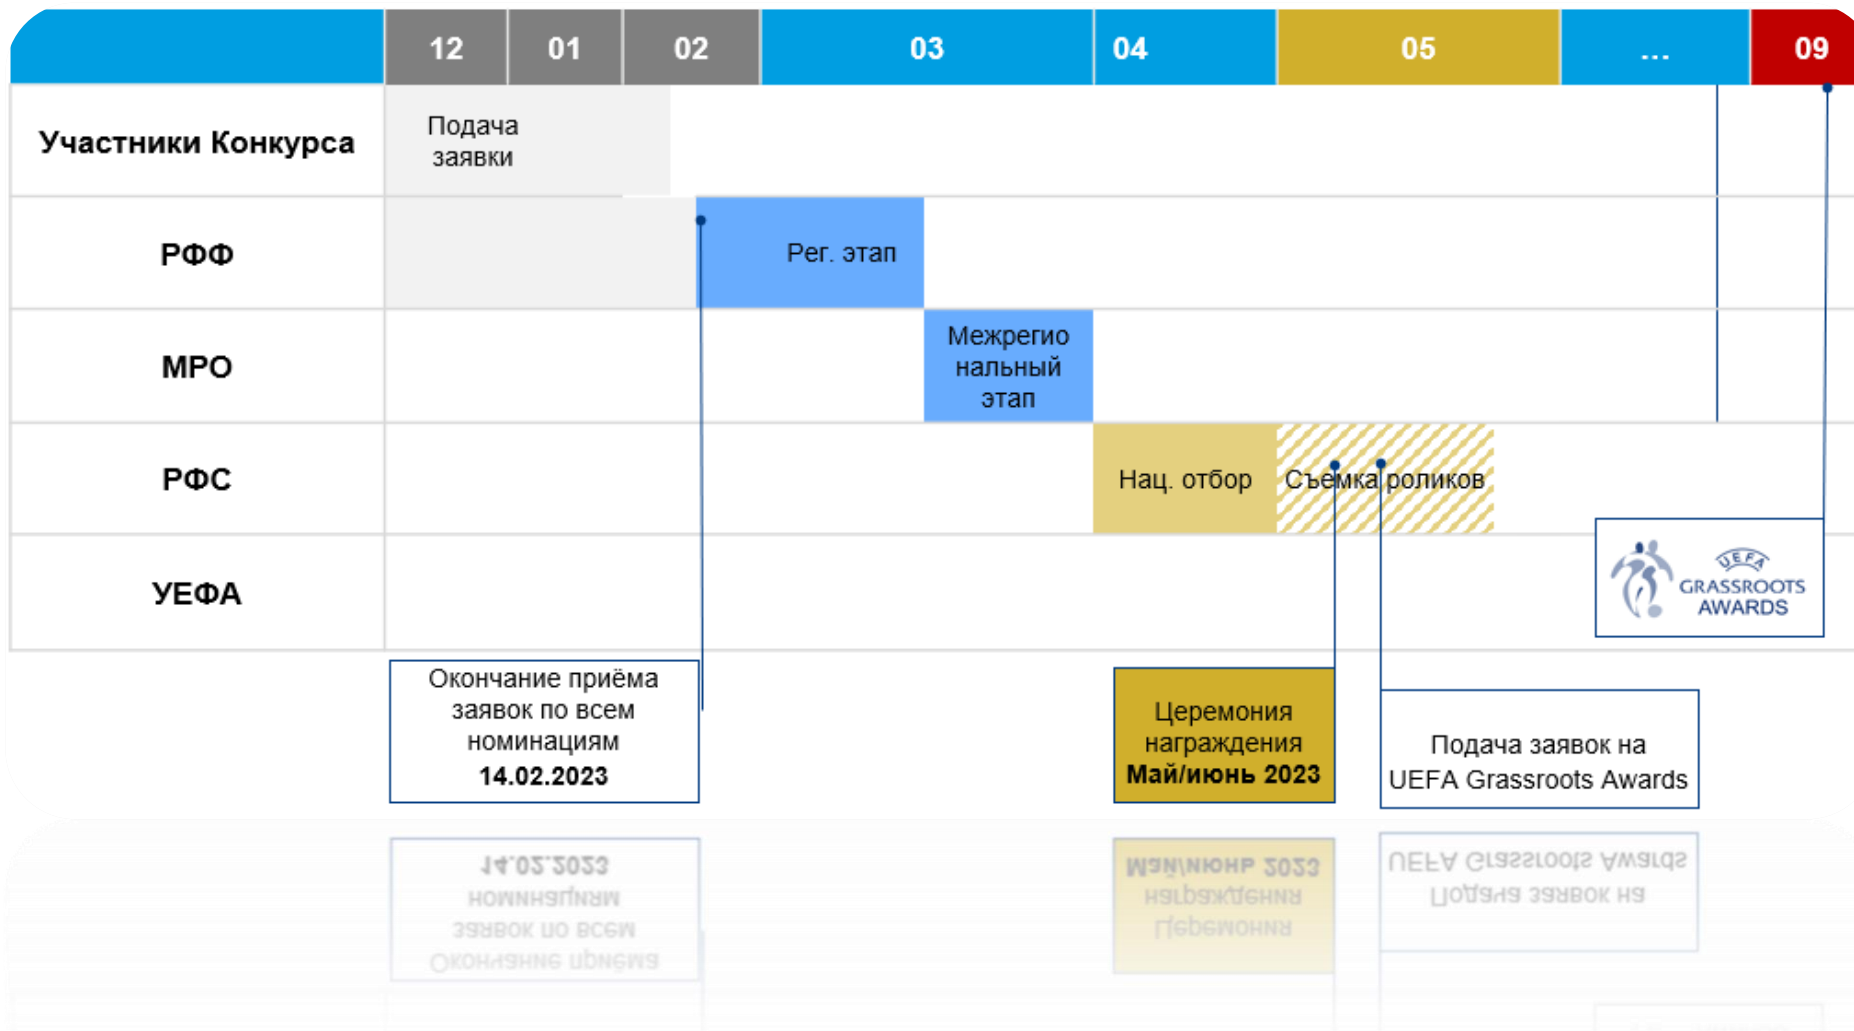 12 01 02 03 04 05 ... 09
Участники Конкурса
Подача
заявки
РФФ
Рег. этап
МРО
Межрегио
нальный
этап
РФС
Нац. отбор
Съемка роликов
УЕФА
UEFA
GRASSROOTS
AWARDS
Окончание приёма
заявок по всем
номинациям
14.02.2023
Церемония
награждения
Май/июнь 2023
Подача заявок на
UEFA Grassroots Awards